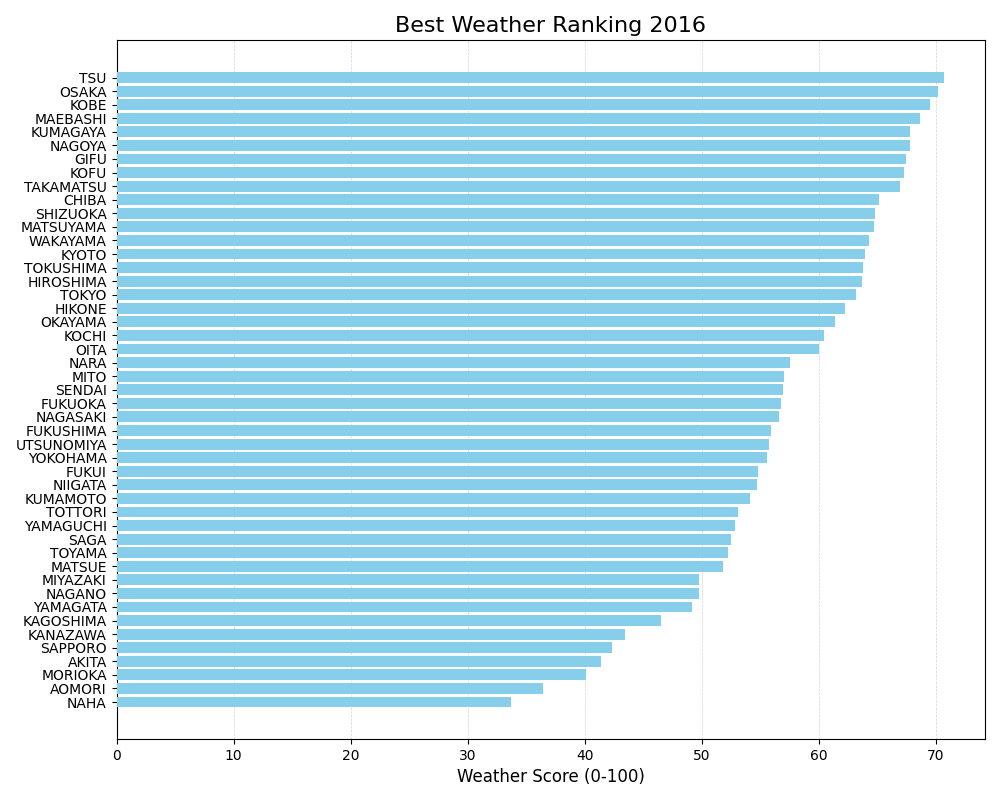 Best Weather Ranking 2016
TSU
OSAKA
KOBE
MAEBASHI
KUMAGAYA
NAGOYA
GIFU
KOFU
TAKAMATSU
CHIBA
SHIZUOKA
MATSUYAMA
WAKAYAMA
KYOTO
TOKUSHIMA
HIROSHIMA
TOKYO
HIKONE
OKAYAMA
KOCHI
OITA
NARA
MITO
SENDAI
FUKUOKA
NAGASAKI
FUKUSHIMA
UTSUNOMIYA
YOKOHAMA
FUKUI
NIIGATA
KUMAMOTO
TOTTORI
YAMAGUCHI
SAGA
TOYAMA
MATSUE
MIYAZAKI
NAGANO
YAMAGATA
KAGOSHIMA
KANAZAWA
SAPPORO
AKITA
MORIOKA
AOMORI
NAHA
0 10 20 30 40 50 60 70
Weather Score (0-100)